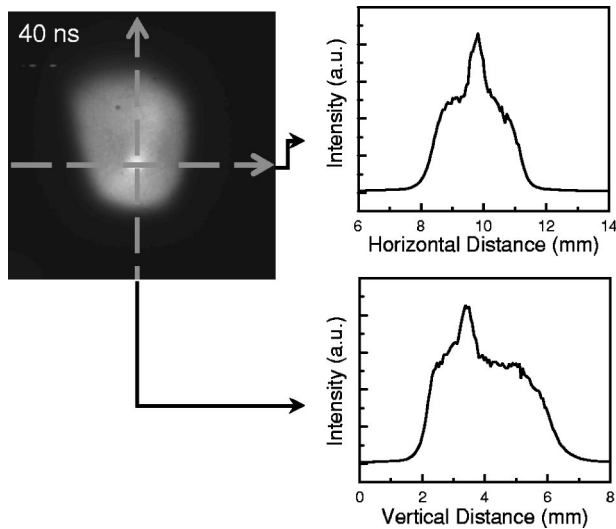 40 ns
Intensity (a.u.)
6 8 10 12 14
Horizontal Distance (mm)
Intensity (a.u.)
0 2 4 6 8
Vertical Distance (mm)